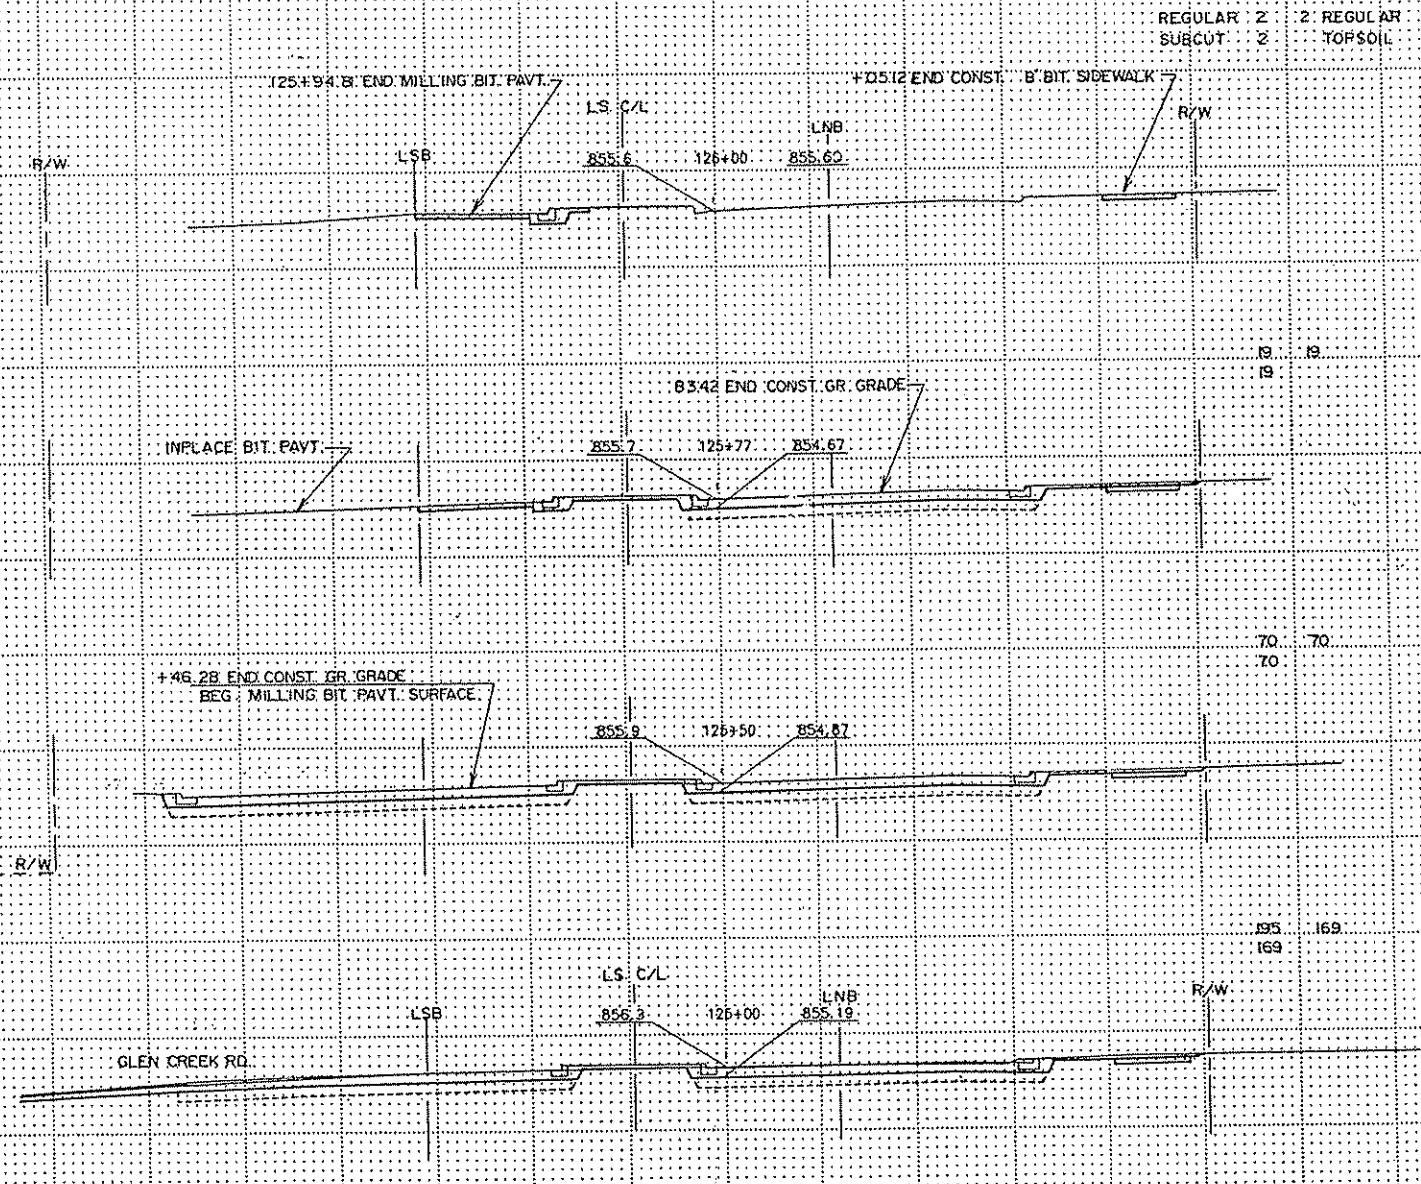 REGULAR 2 2 REGULAR
SUBCUT 2 TOPSOIL
125+94.81 END MILLING BIT. PAVT.
+05.12 END CONST. 8' BIT. SIDEWALK
LS C/L
R/W
LNB
R/W
LSB
855.6 126+00 855.60
19 19
19
83.42 END CONST. GR. GRADE
INPLACE BIT. PAVT.
855.7 125+77 854.67
70 70
70
+46.28 END CONST. GR. GRADE
BEG. MILLING BIT. PAVT. SURFACE
855.9 125+50 854.87
R/W
195 169
169
LS C/L
R/W
LNB
LSB
856.3 125+00 855.19
GLEN CREEK RD.